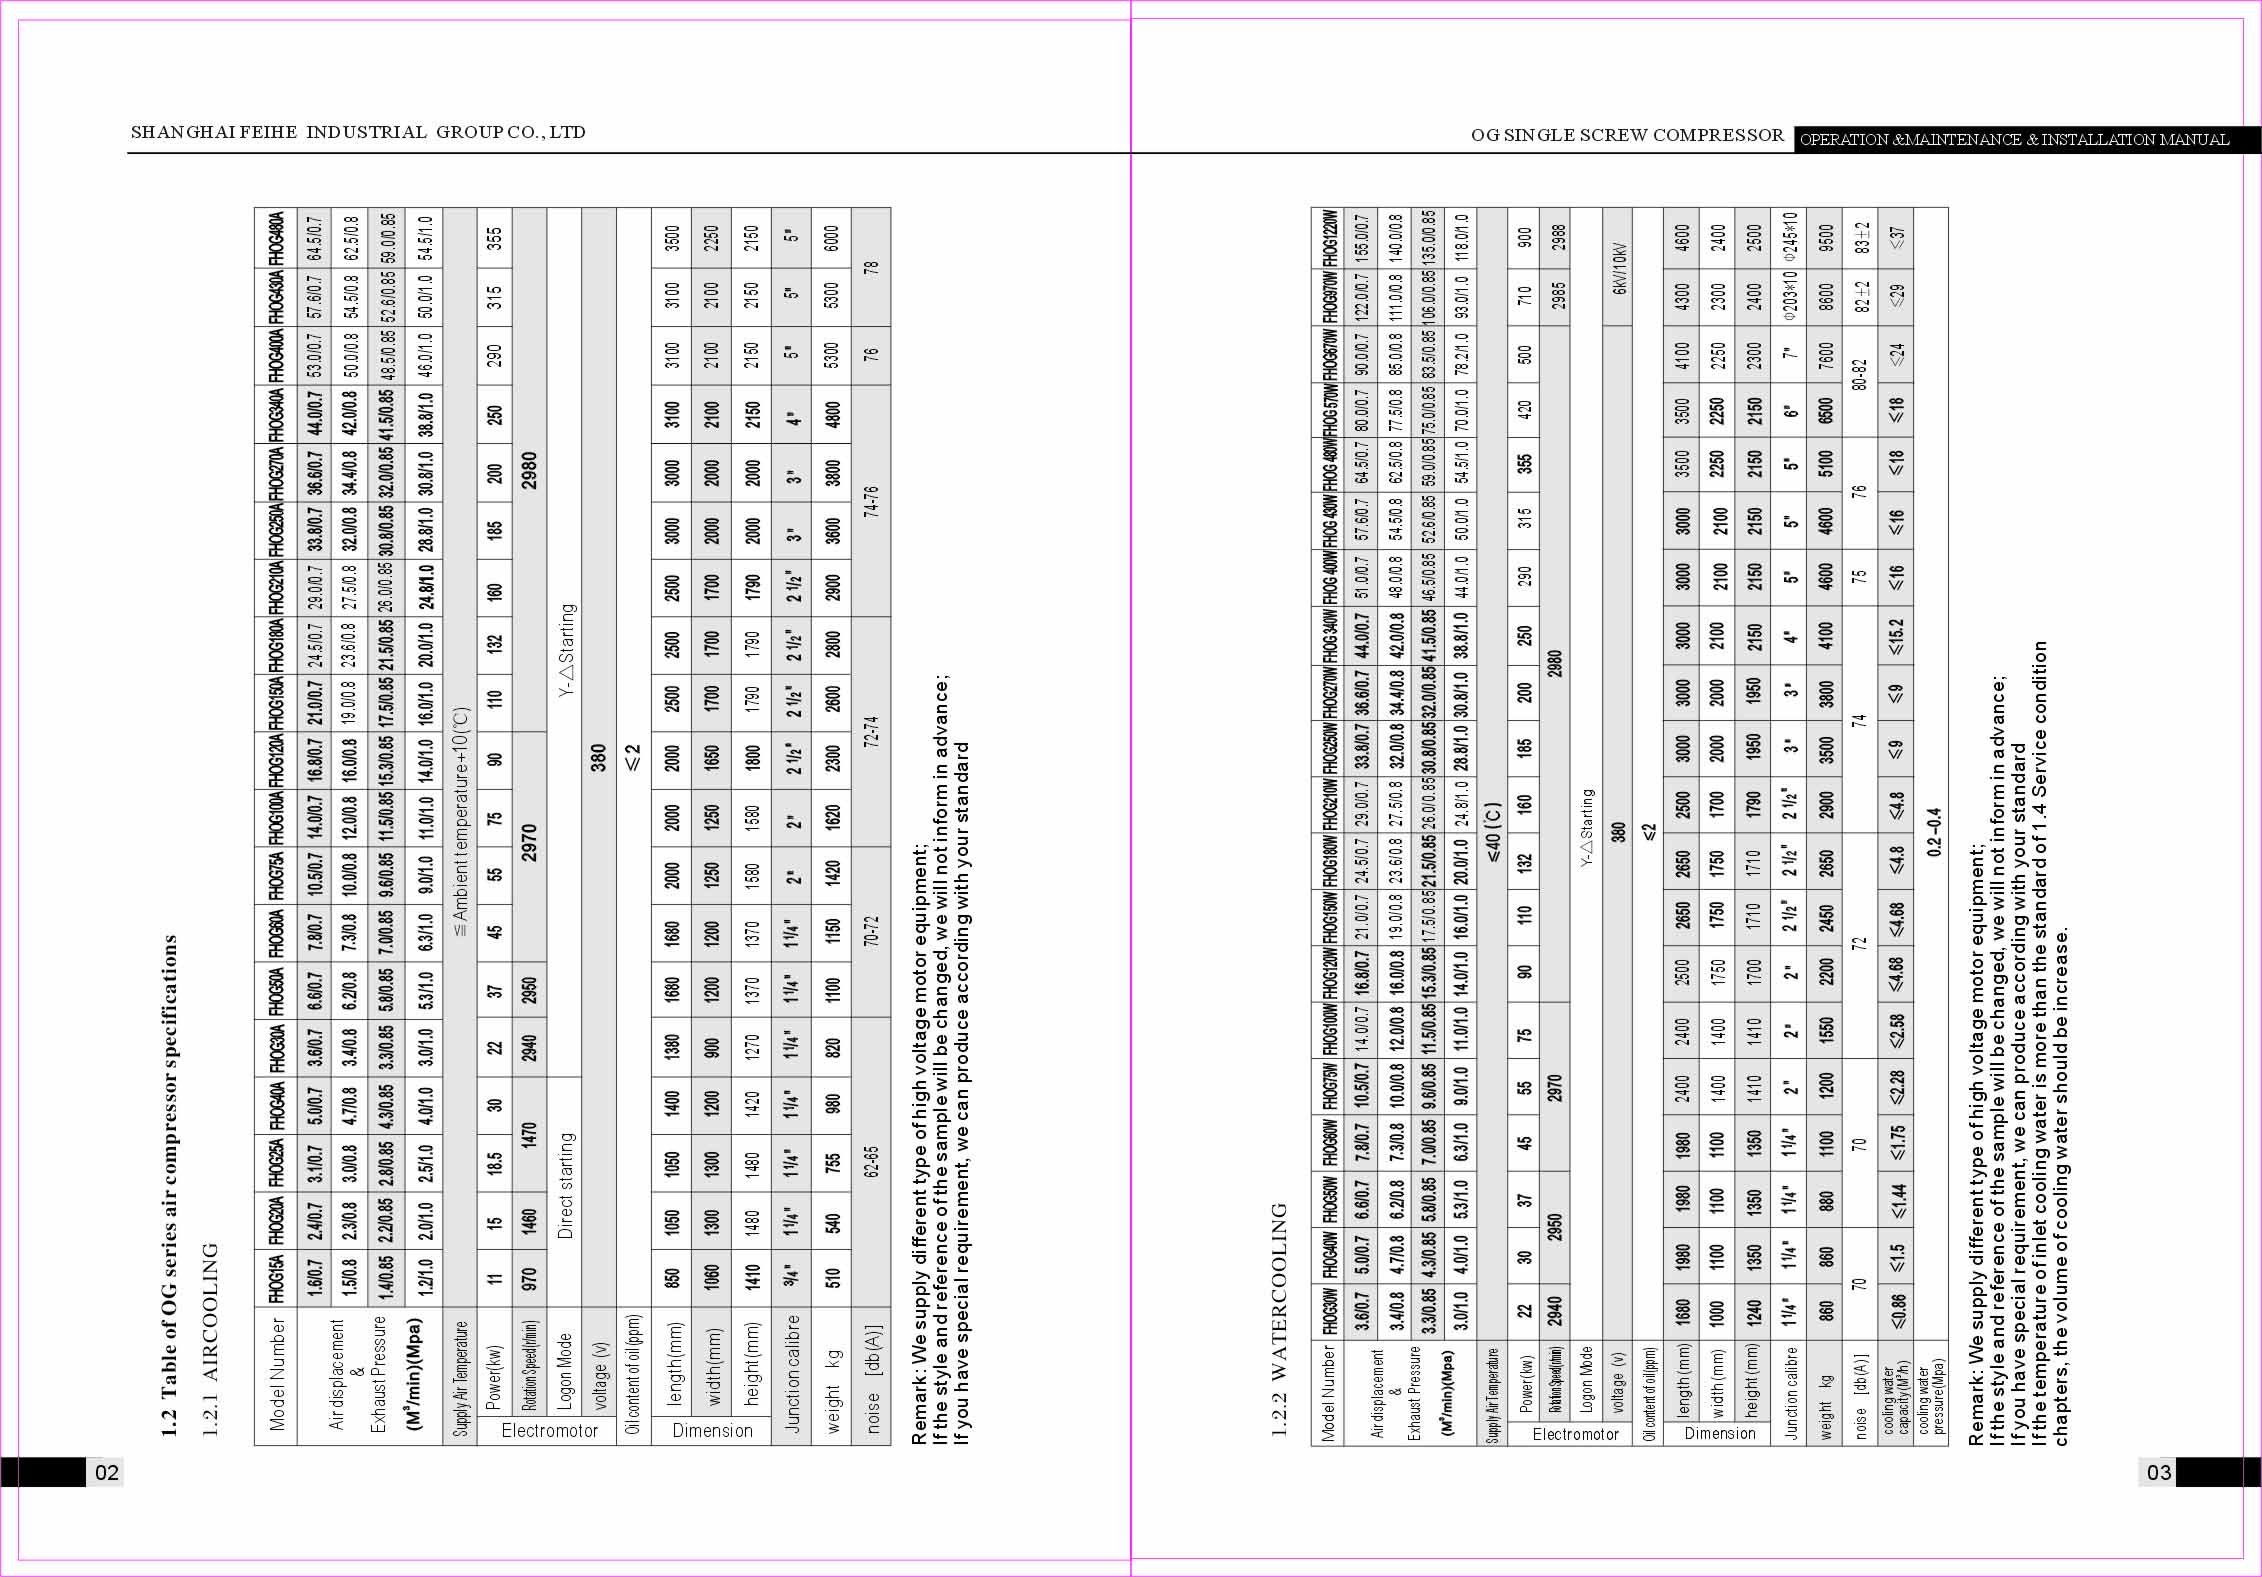 SHANGHAI FEIHE INDUSTRIAL GROUP CO., LTD
1.2 Table of OG series air compressor specifications
1.2.1 AIRCOOLING
Model Number FHOG15A FHOG20A FHOG25A FHOG40A FHOG30A FHOG50A FHOG60A FHOG75A FHOG100A FHOG120A FHOG150A FHOG180A FHOG210A FHOG250A FHOG270A FHOG340A FHOG400A FHOG430A FHOG480A
Air displacement & Exhaust Pressure (M³/min)(Mpa)
1.6/0.7 2.4/0.7 3.1/0.7 5.0/0.7 3.6/0.7 6.6/0.7 7.8/0.7 10.5/0.7 14.0/0.7 16.8/0.7 21.0/0.7 24.5/0.7 29.0/0.7 33.8/0.7 36.6/0.7 44.0/0.7 53.0/0.7 57.6/0.7 64.5/0.7
1.5/0.8 2.3/0.8 3.0/0.8 4.7/0.8 3.4/0.8 6.2/0.8 7.3/0.8 10.0/0.8 12.0/0.8 16.0/0.8 19.0/0.8 23.6/0.8 27.5/0.8 32.0/0.8 34.4/0.8 42.0/0.8 50.0/0.8 54.5/0.8 62.5/0.8
1.4/0.85 2.2/0.85 2.8/0.85 4.3/0.85 3.3/0.85 5.8/0.85 7.0/0.85 9.6/0.85 11.5/0.85 15.3/0.85 17.5/0.85 21.5/0.85 26.0/0.85 30.8/0.85 32.0/0.85 41.5/0.85 48.5/0.85 52.6/0.85 59.0/0.85
1.2/1.0 2.0/1.0 2.5/1.0 4.0/1.0 3.0/1.0 5.3/1.0 6.3/1.0 9.0/1.0 11.0/1.0 14.0/1.0 16.0/1.0 20.0/1.0 24.8/1.0 28.8/1.0 30.8/1.0 38.8/1.0 46.0/1.0 50.0/1.0 54.5/1.0
Supply Air Temperature ≦Ambient temperature+10(℃)
Electromotor
Power(kw) 11 15 18.5 30 22 37 45 55 75 90 110 132 160 185 200 250 290 315 355
Rotation Speed(r/min) 970 1460 1470 2940 2950 2970 2980
Logon Mode Direct starting Y-△Starting
voltage (v) 380
Oil content of oil(ppm) ≤2
Dimension
length(mm) 850 1050 1050 1400 1380 1680 1680 2000 2000 2000 2500 2500 2500 3000 3000 3100 3100 3100 3500
width(mm) 1060 1300 1300 1200 900 1200 1200 1250 1250 1650 1700 1700 1700 2000 2000 2100 2100 2100 2250
height(mm) 1410 1480 1480 1420 1270 1370 1370 1580 1580 1800 1790 1790 1790 2000 2000 2150 2150 2150 2150
Junction calibre 3/4" 1 1/4" 1 1/4" 1 1/4" 1 1/4" 1 1/4" 1 1/4" 2" 2" 2 1/2" 2 1/2" 2 1/2" 2 1/2" 3" 3" 4" 5" 5" 5"
weight kg 510 540 755 980 820 1100 1150 1420 1620 2300 2600 2800 2900 3600 3800 4800 5300 5300 6000
noise [db(A)] 62-65 70-72 72-74 74-76 76 78
Remark: We supply different type of high voltage motor equipment;
If the style and reference of the sample will be changed, we will not inform in advance;
If you have special requirement, we can produce according with your standard
02
OG SINGLE SCREW COMPRESSOR OPERATION &MAINTENANCE & INSTALLATION MANUAL
1.2.2 WATERCOOLING
Model Number FHOG30W FHOG40W FHOG50W FHOG60W FHOG75W FHOG100W FHOG120W FHOG150W FHOG180W FHOG210W FHOG250W FHOG270W FHOG340W FHOG 400W FHOG 430W FHOG 480W FHOG 570W FHOG670W FHOG970W FHOG1220W
Air displacement & Exhaust Pressure (M³/min)(Mpa)
3.6/0.7 5.0/0.7 6.6/0.7 7.8/0.7 10.5/0.7 14.0/0.7 16.8/0.7 21.0/0.7 24.5/0.7 29.0/0.7 33.8/0.7 36.6/0.7 44.0/0.7 51.0/0.7 57.6/0.7 64.5/0.7 80.0/0.7 90.0/0.7 122.0/0.7 155.0/0.7
3.4/0.8 4.7/0.8 6.2/0.8 7.3/0.8 10.0/0.8 12.0/0.8 16.0/0.8 19.0/0.8 23.6/0.8 27.5/0.8 32.0/0.8 34.4/0.8 42.0/0.8 48.0/0.8 54.5/0.8 62.5/0.8 77.5/0.8 85.0/0.8 111.0/0.8 140.0/0.8
3.3/0.85 4.3/0.85 5.8/0.85 7.0/0.85 9.6/0.85 11.5/0.85 15.3/0.85 17.5/0.85 21.5/0.85 26.0/0.85 30.8/0.85 32.0/0.85 41.5/0.85 46.5/0.85 52.6/0.85 59.0/0.85 75.0/0.85 83.5/0.85 106.0/0.85 135.0/0.85
3.0/1.0 4.0/1.0 5.3/1.0 6.3/1.0 9.0/1.0 11.0/1.0 14.0/1.0 16.0/1.0 20.0/1.0 24.8/1.0 28.8/1.0 30.8/1.0 38.8/1.0 44.0/1.0 50.0/1.0 54.5/1.0 70.0/1.0 78.2/1.0 93.0/1.0 118.0/1.0
Supply Air Temperature ≤40(℃)
Electromotor
Power(kw) 22 30 37 45 55 75 90 110 132 160 185 200 250 290 315 355 420 500 710 900
Rotation Speed(r/min) 2940 2950 2970 2980 2985 2988
Logon Mode Y-△Starting
voltage (v) 380 6kV/10kV
Oil content of oil(ppm) ≤2
Dimension
length(mm) 1680 1980 1980 1980 2400 2400 2500 2650 2650 2500 3000 3000 3000 3000 3000 3500 3500 4100 4300 4600
width(mm) 1000 1100 1100 1100 1400 1400 1750 1750 1750 1700 2000 2000 2100 2100 2100 2250 2250 2250 2300 2400
height(mm) 1240 1350 1350 1350 1410 1410 1700 1710 1710 1790 1950 1950 2150 2150 2150 2150 2150 2300 2400 2500
Junction calibre 1 1/4" 1 1/4" 1 1/4" 1 1/4" 2" 2" 2" 2 1/2" 2 1/2" 2 1/2" 3" 3" 4" 5" 5" 5" 6" 7" Φ203*10 Φ245*10
weight kg 860 860 880 1100 1200 1550 2200 2450 2650 2900 3500 3800 4100 4600 4600 5100 6500 7600 8600 9500
noise [db(A)] 70 70 72 74 75 76 80-82 82±2 83±2
cooling water capacity(M³/h) ≤0.86 ≤1.5 ≤1.44 ≤1.75 ≤2.28 ≤2.58 ≤4.68 ≤4.68 ≤4.8 ≤4.8 ≤9 ≤9 ≤15.2 ≤16 ≤16 ≤18 ≤18 ≤24 ≤29 ≤37
cooling water pressure(Mpa) 0.2-0.4
Remark: We supply different type of high voltage motor equipment;
If the style and reference of the sample will be changed, we will not inform in advance;
If you have special requirement, we can produce according with your standard
If the temperature of inlet cooling water is more than the standard of 1.4 Service condition
chapters, the volume of cooling water should be increase.
03